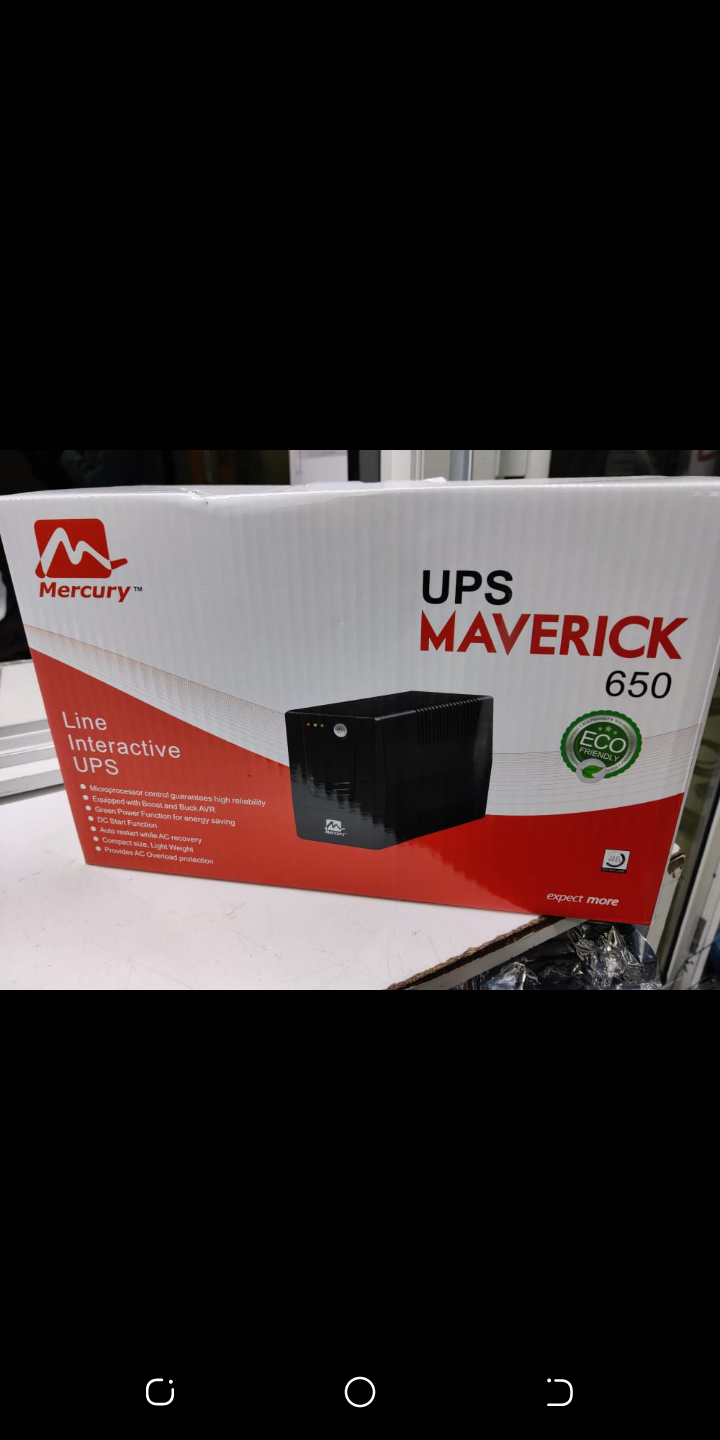 Mercury™
UPS
MAVERICK
650
Line
Interactive
UPS
Microprocessor control guarantees high reliability
Equipped with Boost and Buck AVR
Green Power Function for energy saving
DC Start Function
Auto restart while AC recovery
Compact size, Light Weight
Provides AC Overload protection
Mercury
ECO
FRIENDLY
expect more